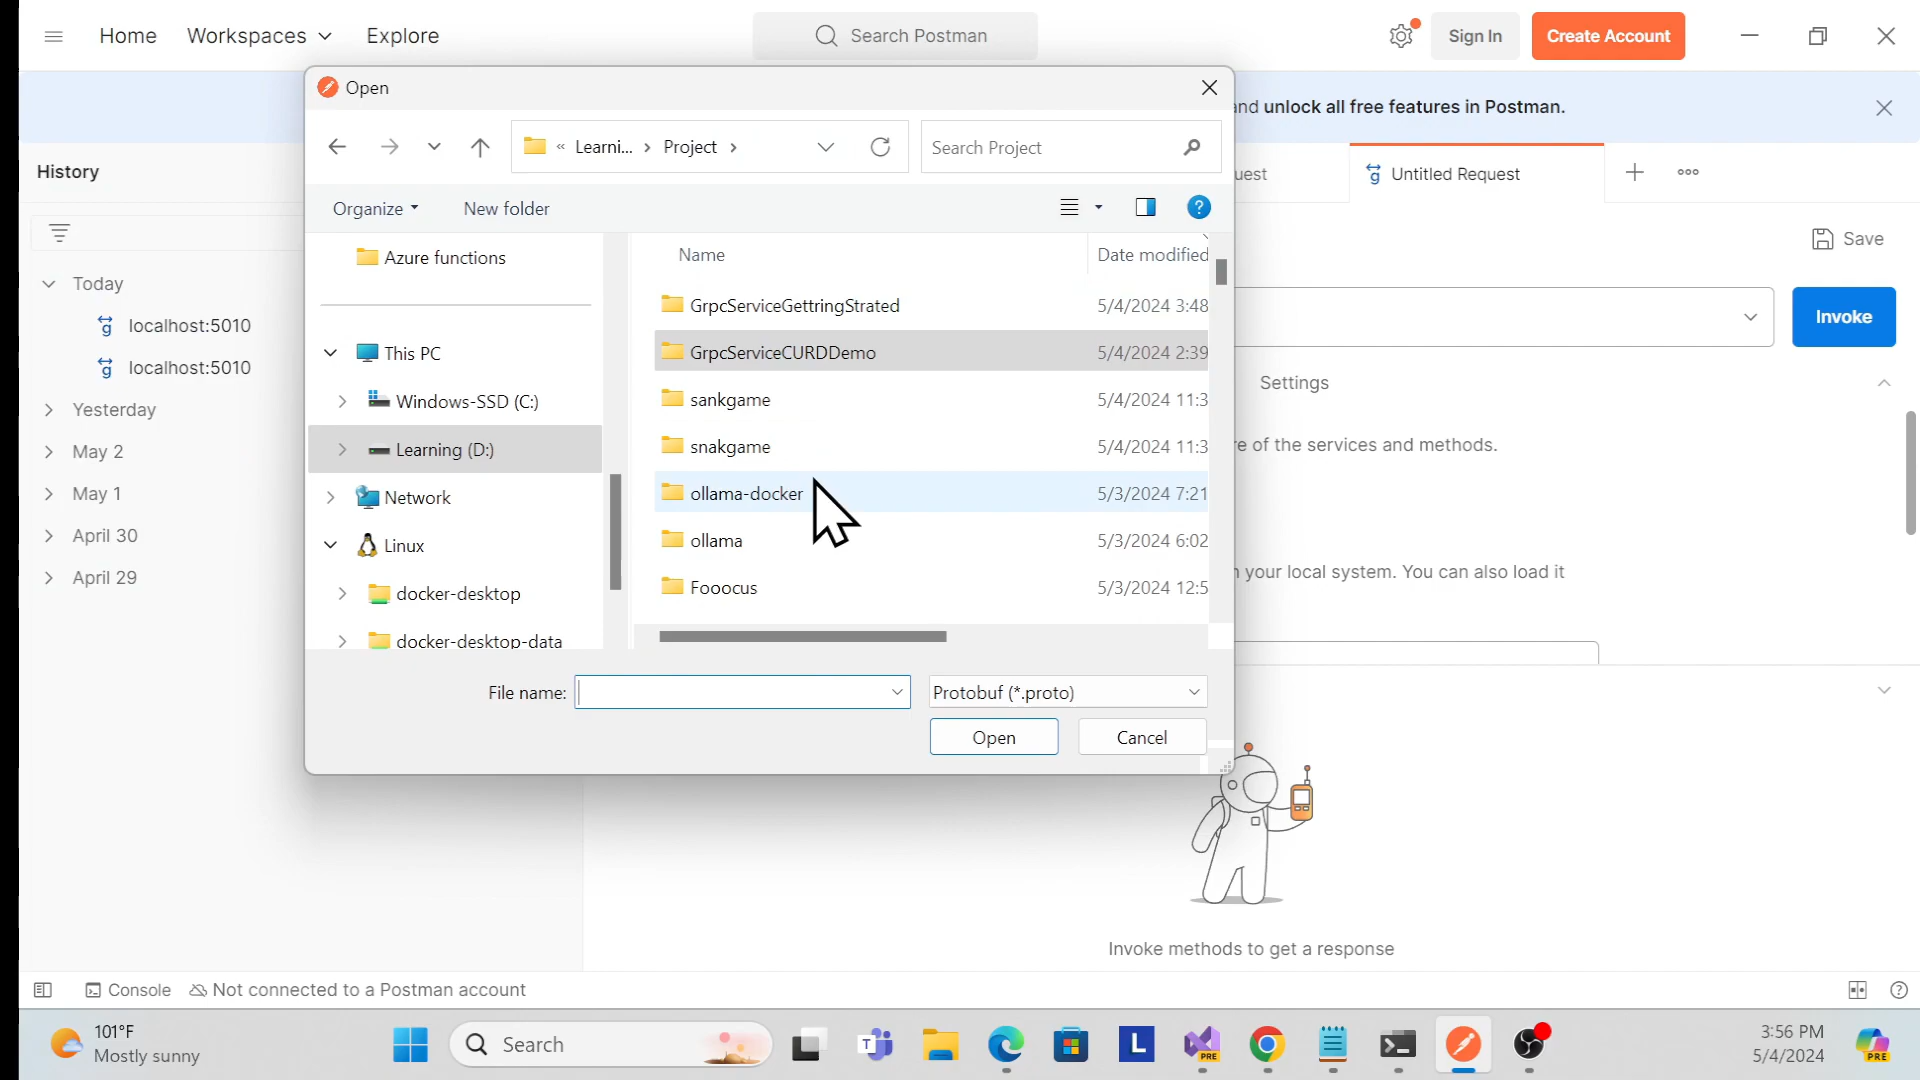 Home Workspaces Explore Search Postman Sign In Create Account
Open
and unlock all free features in Postman.
« Learni... › Project › Search Project
History
uest Untitled Request
Organize New folder
Save
Azure functions
Name Date modified
Today
GrpcServiceGettringStrated 5/4/2024 3:48
localhost:5010
Invoke
This PC
GrpcServiceCURDDemo 5/4/2024 2:39
localhost:5010
Settings
Windows-SSD (C:)
sankgame 5/4/2024 11:3
Yesterday
Learning (D:)
snakgame 5/4/2024 11:3
re of the services and methods.
May 2
Network
ollama-docker 5/3/2024 7:21
May 1
Linux
ollama 5/3/2024 6:02
April 30
docker-desktop
Fooocus 5/3/2024 12:5
your local system. You can also load it
April 29
docker-desktop-data
File name: Protobuf (*.proto)
Open Cancel
Invoke methods to get a response
Console Not connected to a Postman account
101°F
Mostly sunny
Search
3:56 PM
5/4/2024
T
L
PRE
PRE